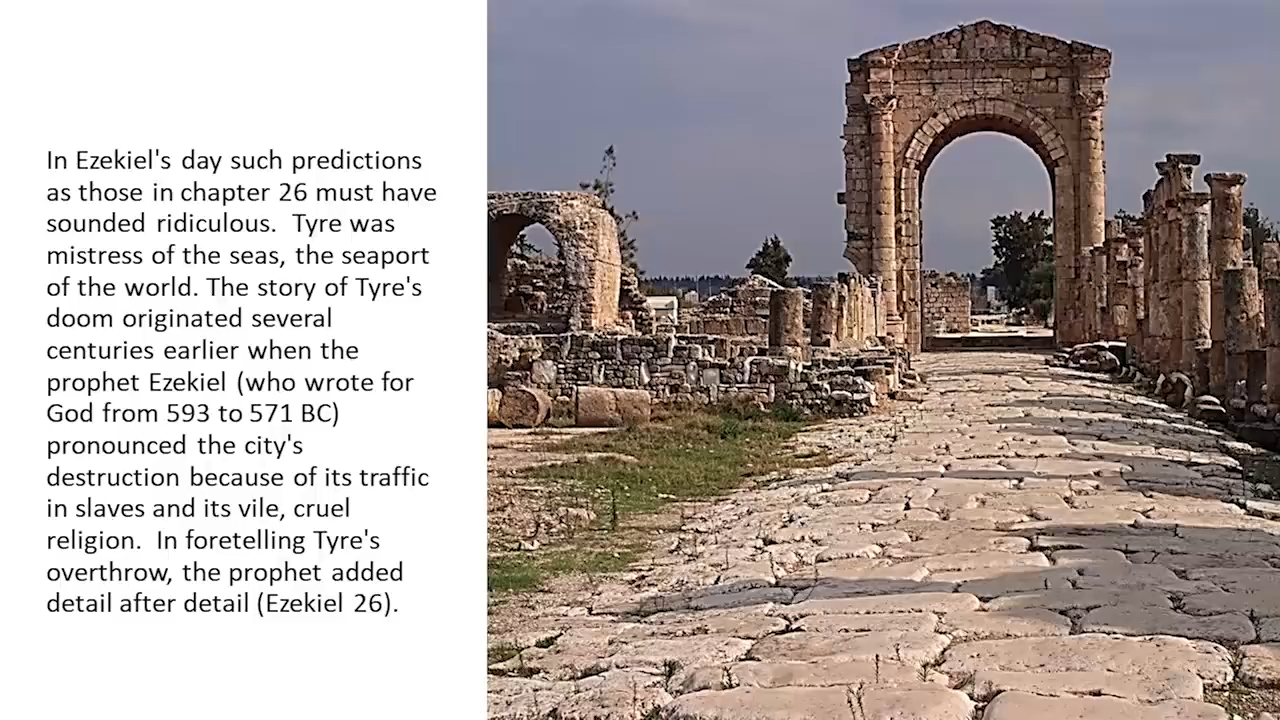 In Ezekiel's day such predictions
as those in chapter 26 must have
sounded ridiculous.  Tyre was
mistress of the seas, the seaport
of the world. The story of Tyre's
doom originated several
centuries earlier when the
prophet Ezekiel (who wrote for
God from 593 to 571 BC)
pronounced the city's
destruction because of its traffic
in slaves and its vile, cruel
religion.  In foretelling Tyre's
overthrow, the prophet added
detail after detail (Ezekiel 26).